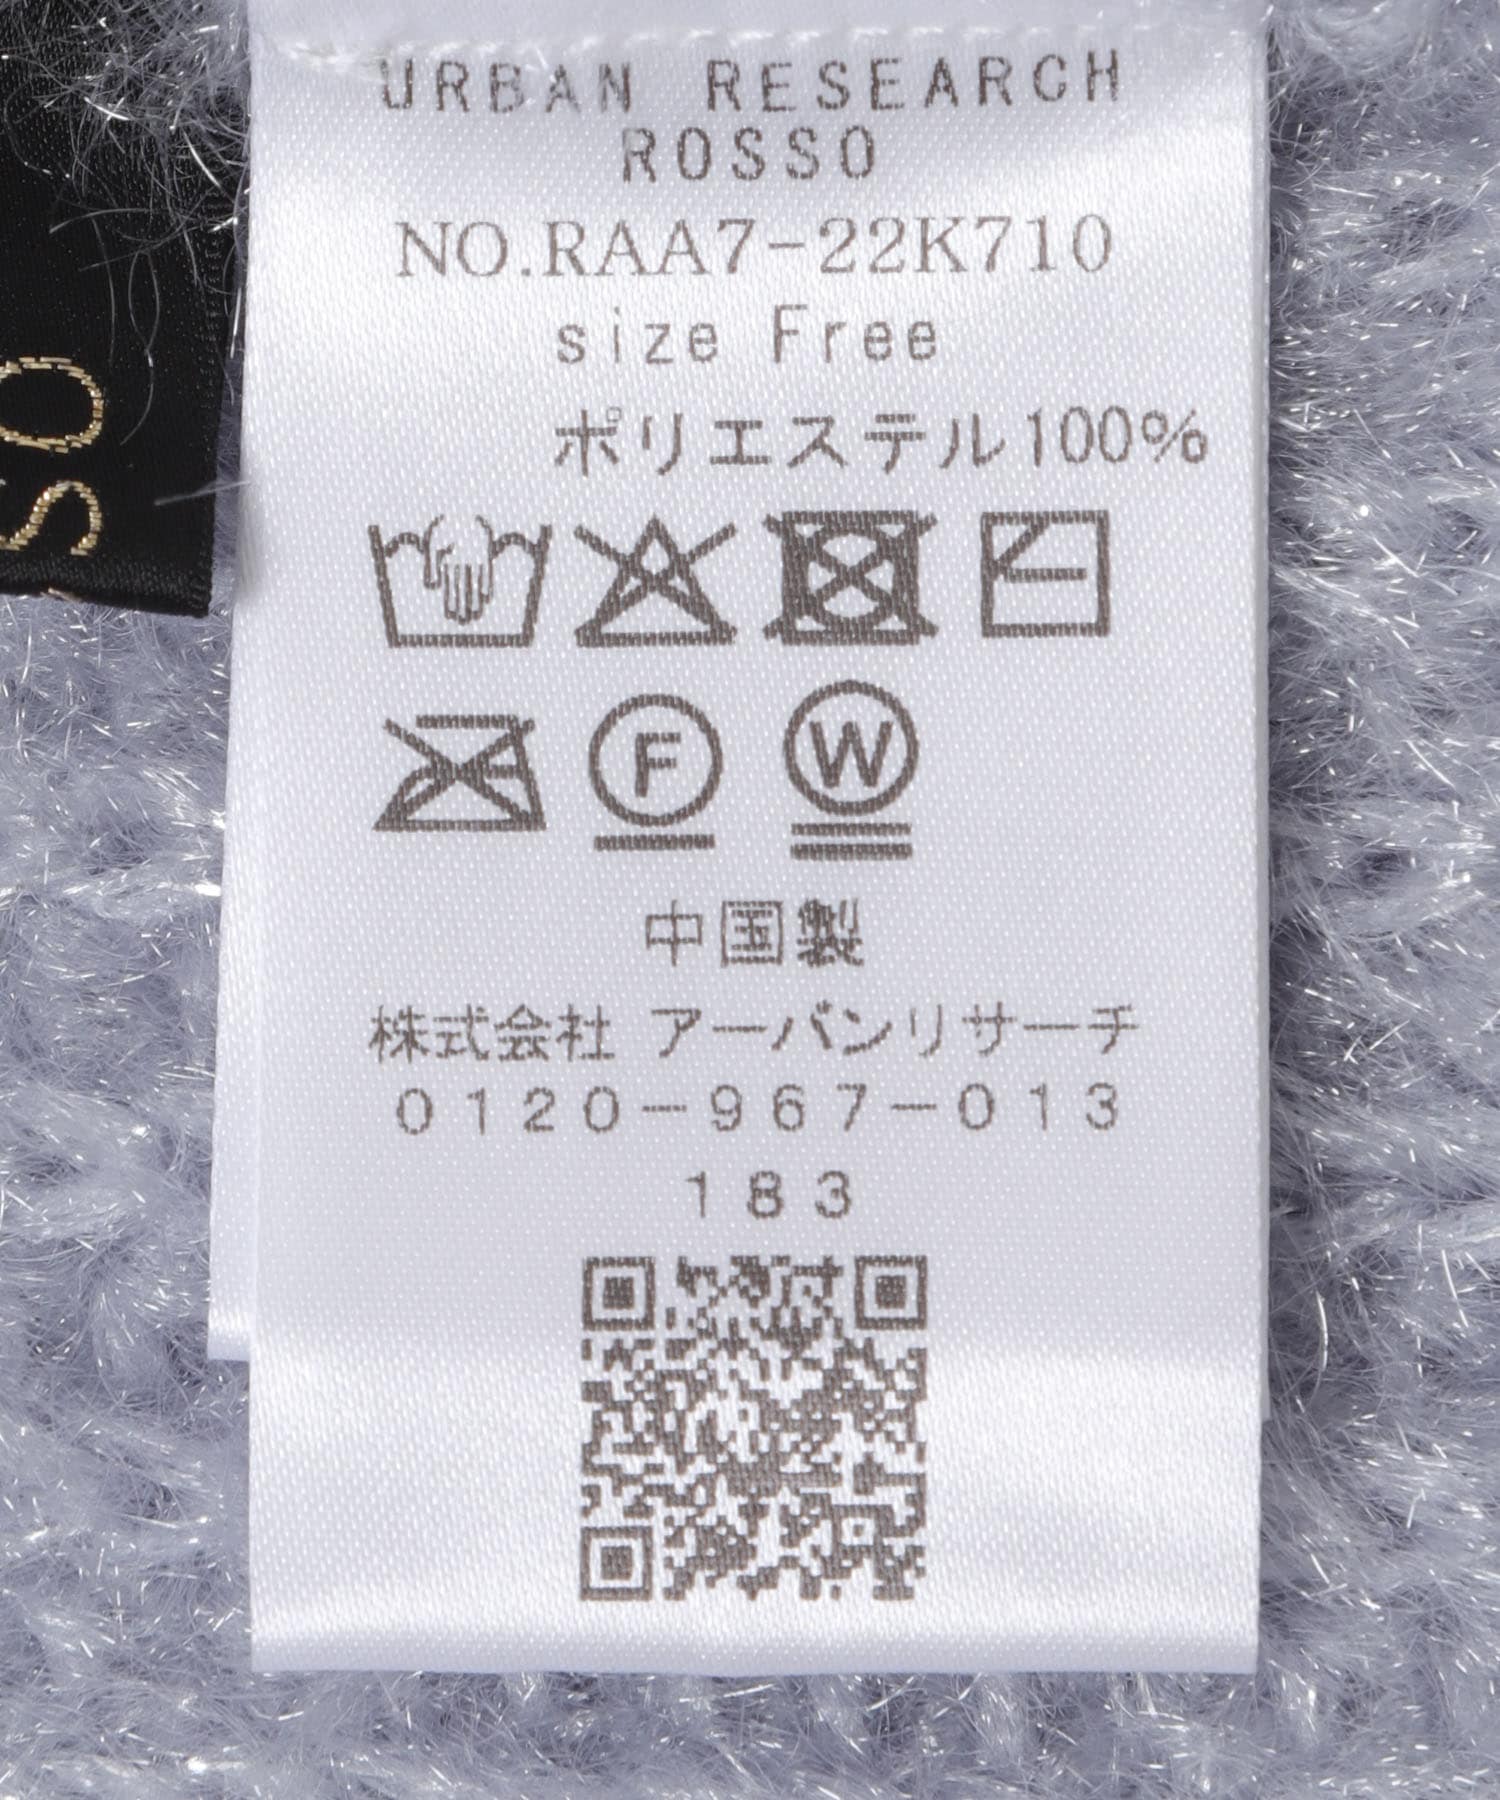 URBAN RESEARCH
ROSSO
NO.RAA7-22K710
size Free
ポリエステル100%
F W
中国製
株式会社 アーバンリサーチ
0120-967-013
183
SO